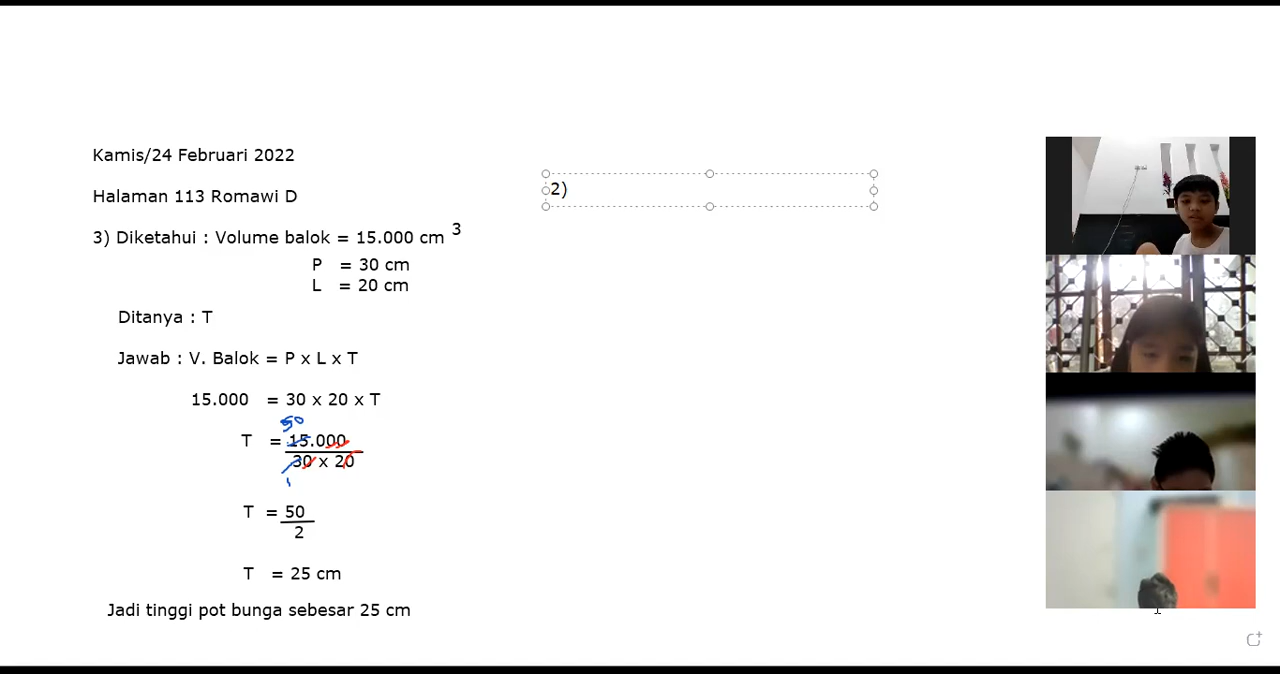 Kamis/24 Februari 2022
Halaman 113 Romawi D
3) Diketahui : Volume balok = 15.000 cm 3
P = 30 cm
L = 20 cm
Ditanya : T
Jawab : V. Balok = P x L x T
15.000 = 30 x 20 x T
50
T = 15.000
30 x 20
1
T = 50
2
T = 25 cm
Jadi tinggi pot bunga sebesar 25 cm
2)